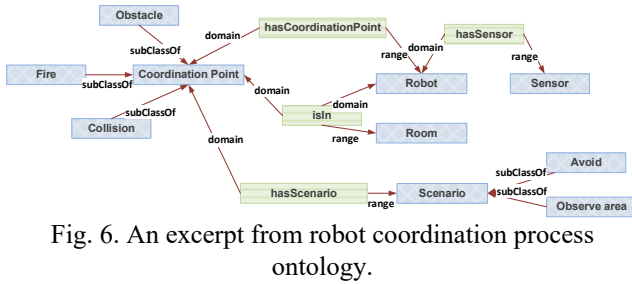 Obstacle
hasCoordinationPoint
hasSensor
domain
subClassOf
range
domain
range
Fire
subClassOf
Coordination Point
Robot
Sensor
domain
domain
subClassOf
Collision
isIn
range
Room
domain
Avoid
subClassOf
hasScenario
range
Scenario
subClassOf
Observe area
Fig. 6. An excerpt from robot coordination process
ontology.